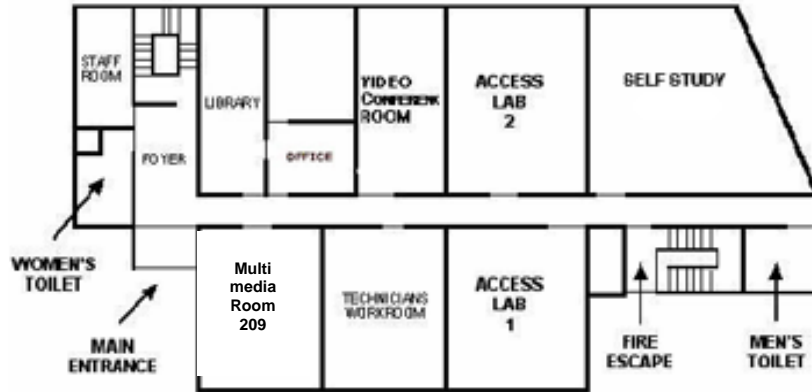 STAFF
ROOM
LIBRARY
VIDEO
CONFERENCE
ROOM
ACCESS
LAB
2
SELF STUDY
FOYER
OFFICE
WOMEN'S
TOILET
MAIN
ENTRANCE
Multi
media
Room
209
TECHNICIANS
WORKROOM
ACCESS
LAB
1
FIRE
ESCAPE
MEN'S
TOILET